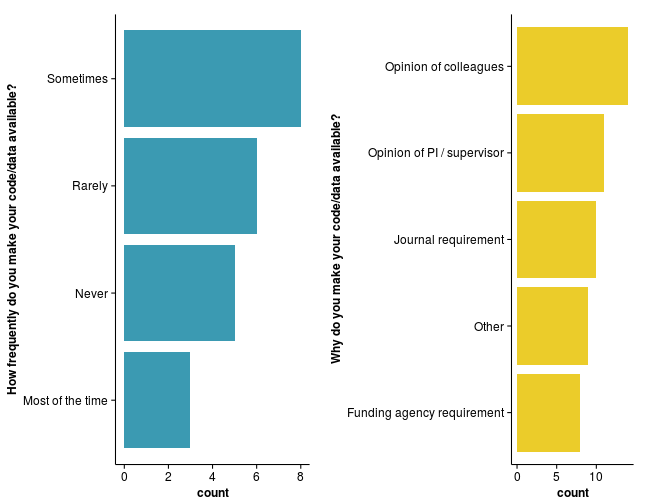 How frequently do you make your code/data available?
Sometimes
Rarely
Never
Most of the time
0 2 4 6 8
count
Why do you make your code/data available?
Opinion of colleagues
Opinion of PI / supervisor
Journal requirement
Other
Funding agency requirement
0 5 10
count